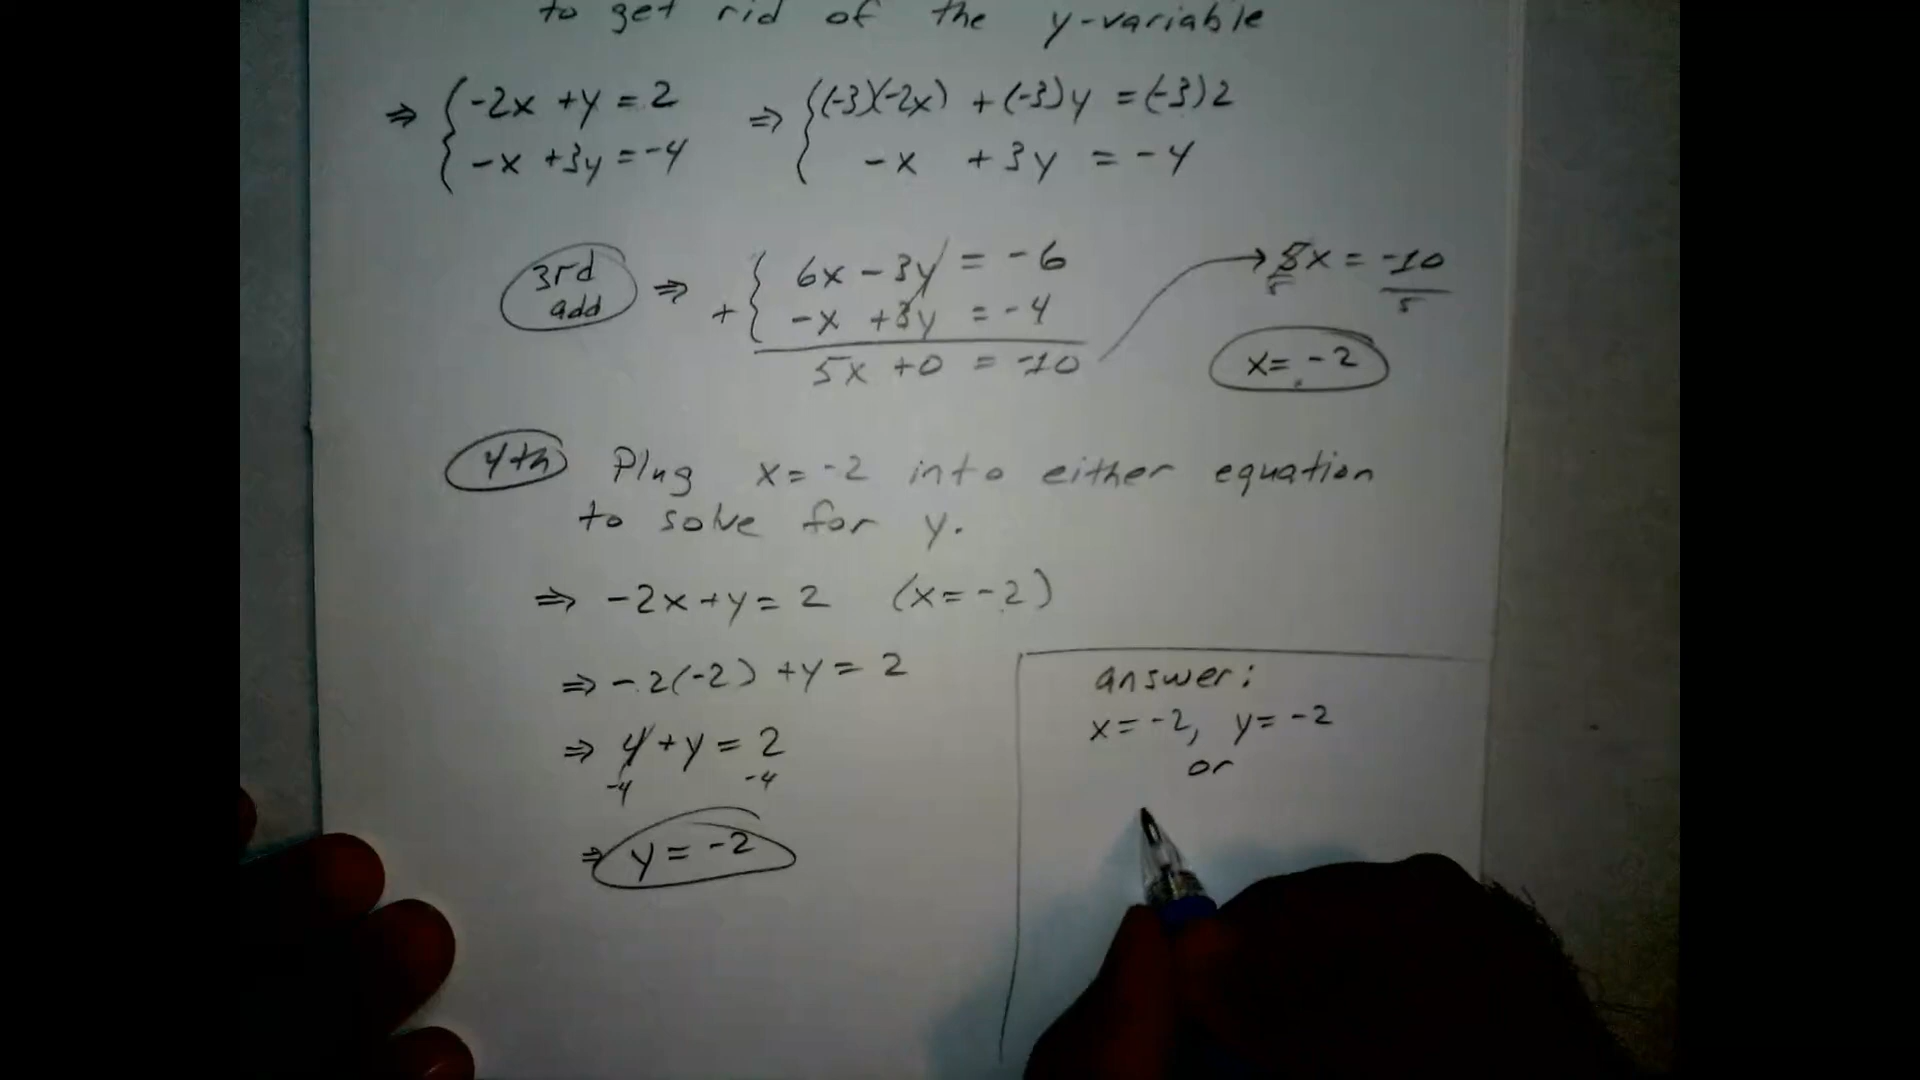 to get rid of the y-variable
⇒ { -2x + y = 2 ⇒ { (-3)(-2x) + (-3)y = (-3)2
-x + 3y = -4 -x + 3y = -4
3rd add ⇒ + { 6x - 3y = -6 → 5x = -10
-x + 3y = -4 5 5
5x + 0 = -10 x = -2
4th Plug x = -2 into either equation
to solve for y.
⇒ -2x + y = 2 (x = -2)
⇒ -2(-2) + y = 2
⇒ 4 + y = 2
-4 -4
⇒ y = -2
answer:
x = -2, y = -2
or